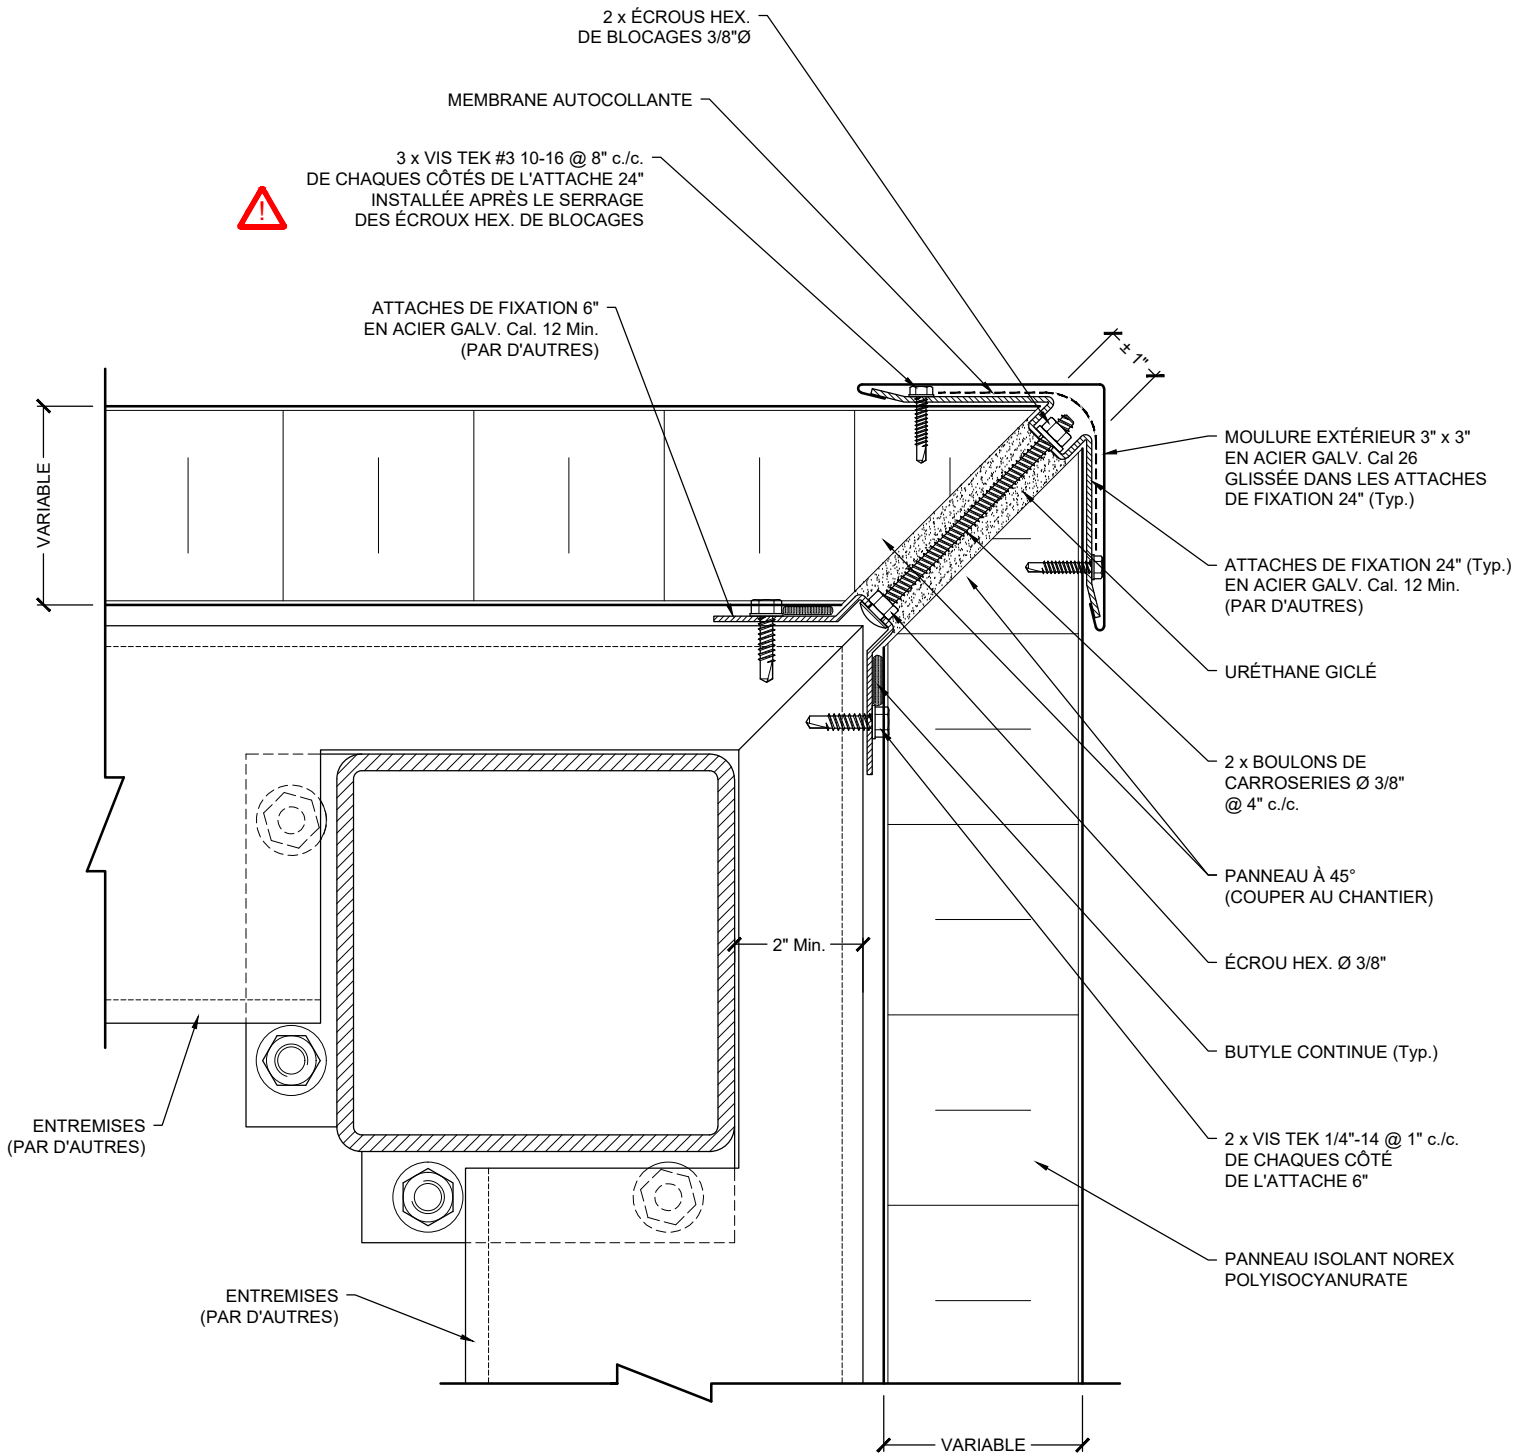 2 x ÉCROUS HEX.
DE BLOCAGES 3/8"Ø
MEMBRANE AUTOCOLLANTE
3 x VIS TEK #3 10-16 @ 8" c./c.
DE CHAQUES CÔTÉS DE L'ATTACHE 24"
INSTALLÉE APRÈS LE SERRAGE
DES ÉCROUX HEX. DE BLOCAGES
!
ATTACHES DE FIXATION 6"
EN ACIER GALV. Cal. 12 Min.
(PAR D'AUTRES)
± 1"
VARIABLE
MOULURE EXTÉRIEUR 3" x 3"
EN ACIER GALV. Cal 26
GLISSÉE DANS LES ATTACHES
DE FIXATION 24" (Typ.)
ATTACHES DE FIXATION 24" (Typ.)
EN ACIER GALV. Cal. 12 Min.
(PAR D'AUTRES)
URÉTHANE GICLÉ
2 x BOULONS DE
CARROSERIES Ø 3/8"
@ 4" c./c.
PANNEAU À 45°
(COUPER AU CHANTIER)
2" Min.
ÉCROU HEX. Ø 3/8"
BUTYLE CONTINUE (Typ.)
ENTREMISES
(PAR D'AUTRES)
2 x VIS TEK 1/4"-14 @ 1" c./c.
DE CHAQUES CÔTÉ
DE L'ATTACHE 6"
PANNEAU ISOLANT NOREX
POLYISOCYANURATE
ENTREMISES
(PAR D'AUTRES)
VARIABLE